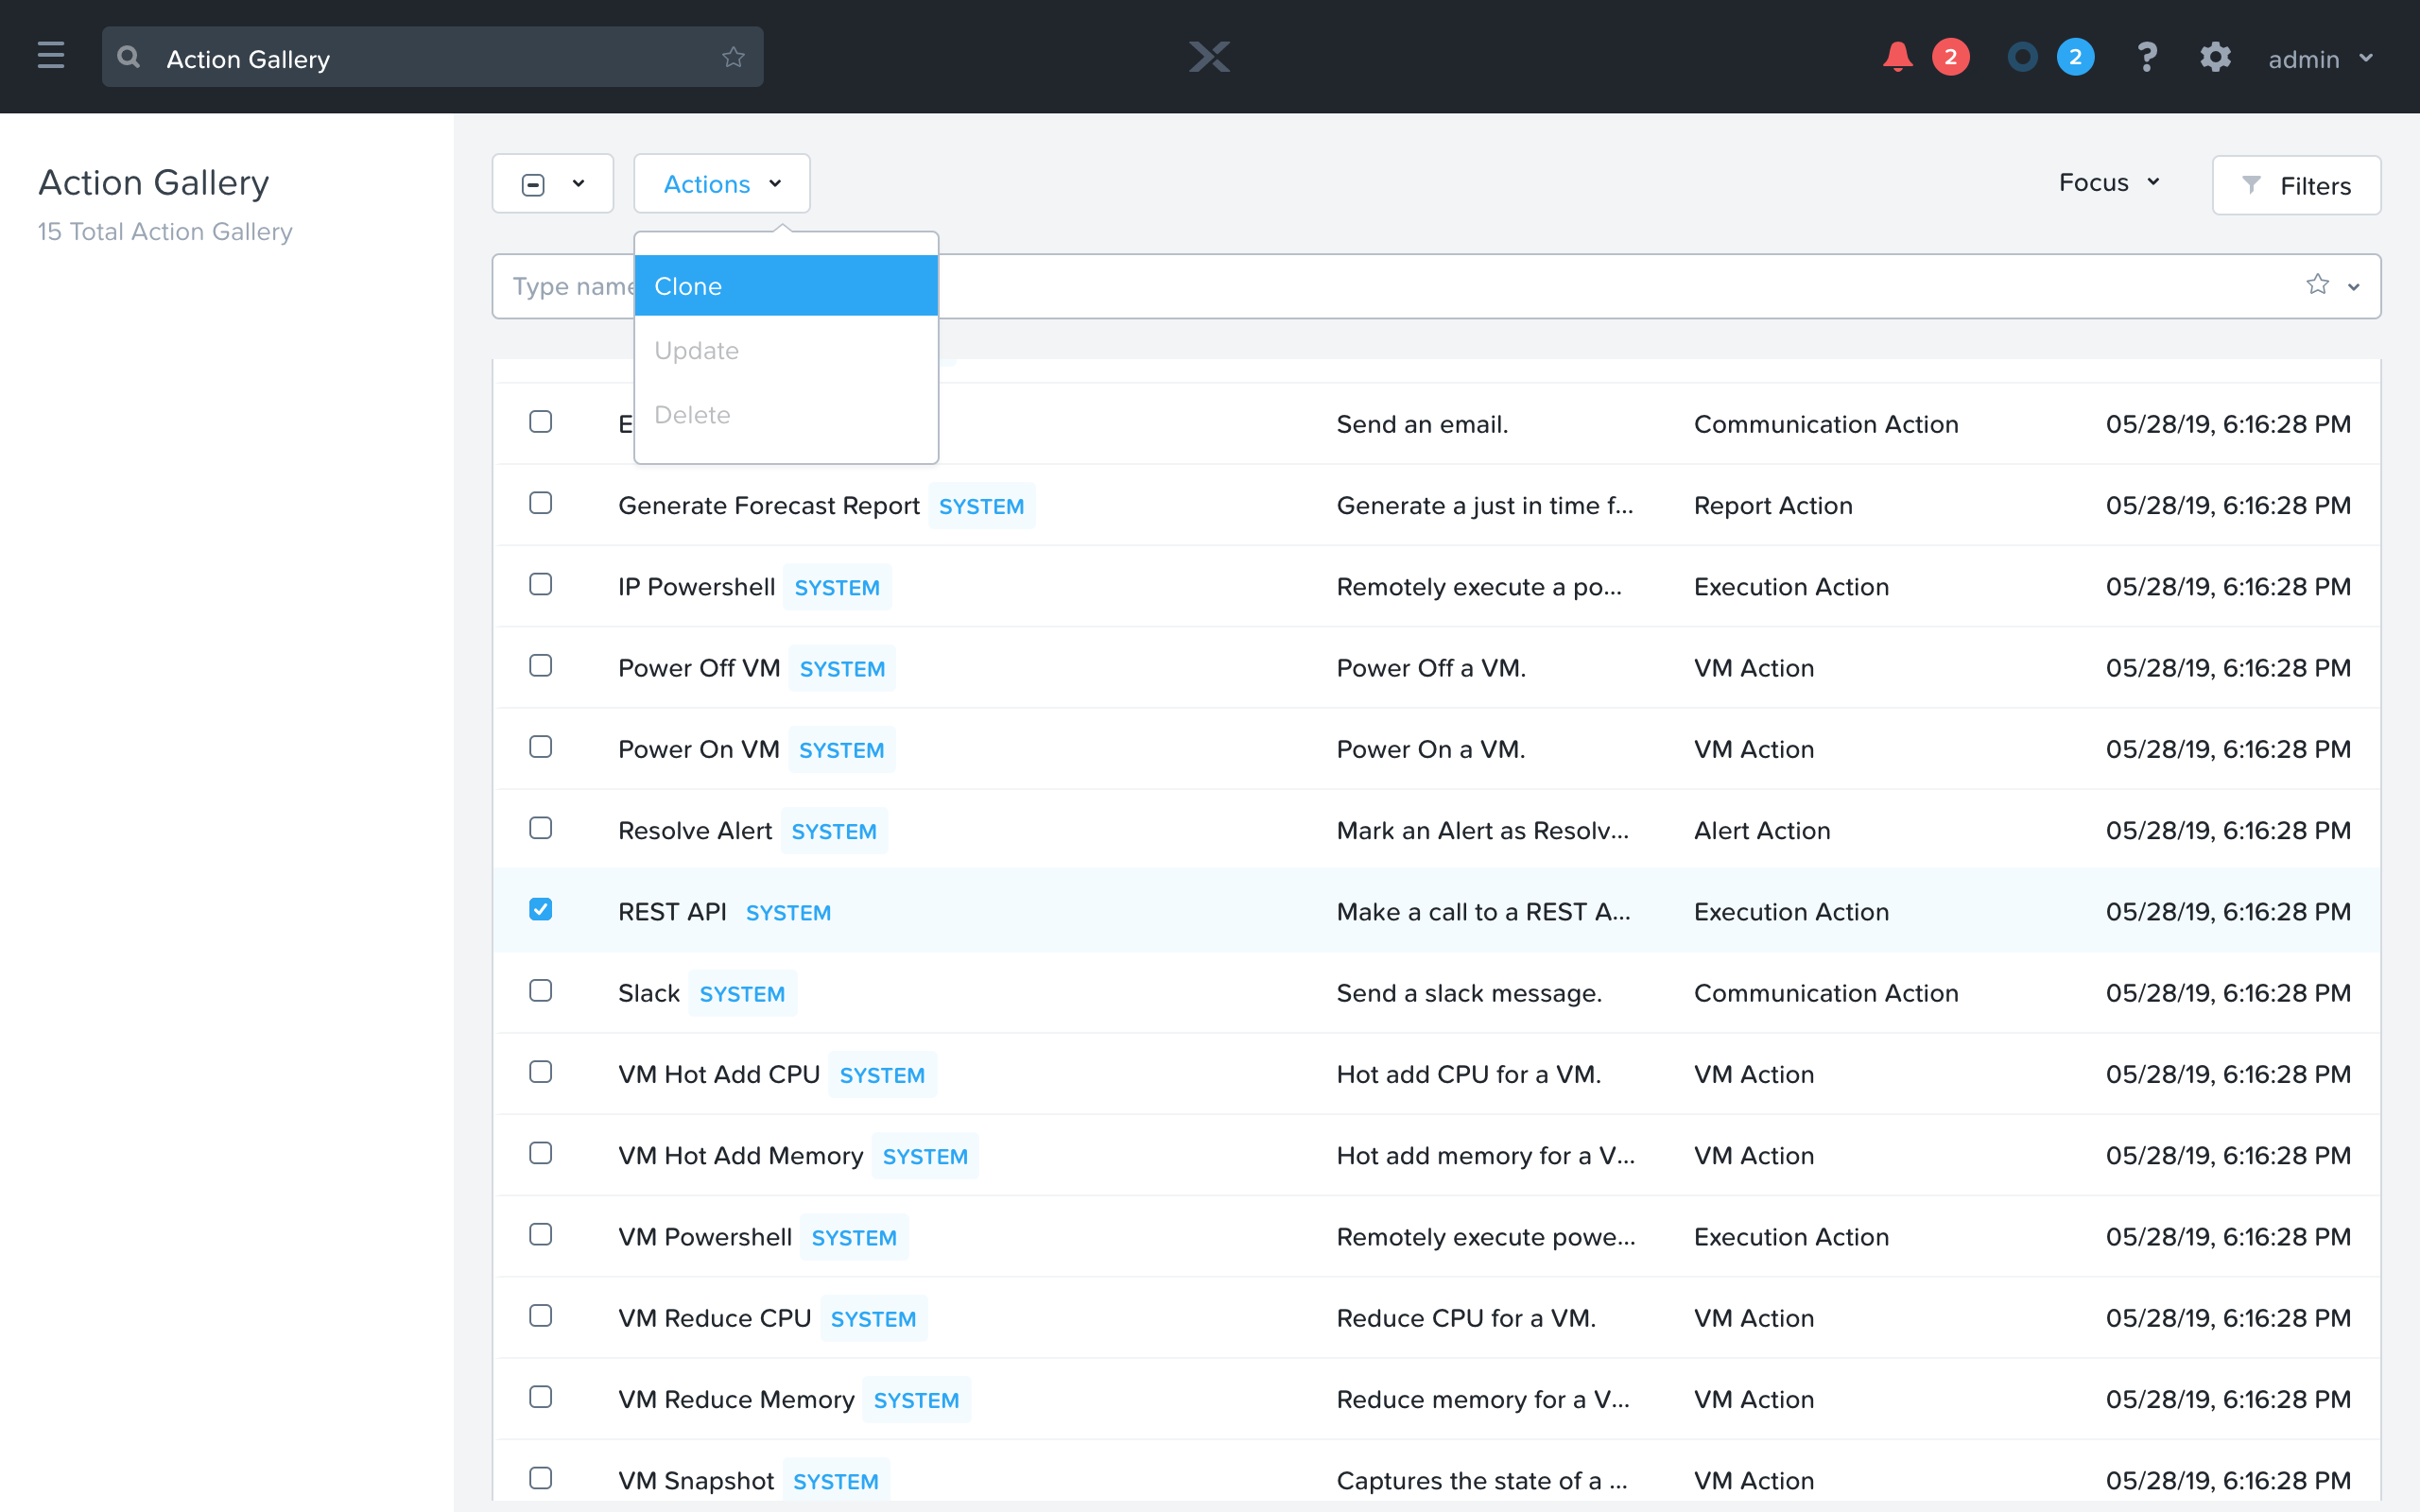 Action Gallery
2
2
?
admin
Action Gallery
15 Total Action Gallery
Actions
Focus
Filters
Type name
Clone
Update
Delete
E
Send an email.
Communication Action
05/28/19, 6:16:28 PM
Generate Forecast Report SYSTEM
Generate a just in time f...
Report Action
05/28/19, 6:16:28 PM
IP Powershell SYSTEM
Remotely execute a po...
Execution Action
05/28/19, 6:16:28 PM
Power Off VM SYSTEM
Power Off a VM.
VM Action
05/28/19, 6:16:28 PM
Power On VM SYSTEM
Power On a VM.
VM Action
05/28/19, 6:16:28 PM
Resolve Alert SYSTEM
Mark an Alert as Resolv...
Alert Action
05/28/19, 6:16:28 PM
REST API SYSTEM
Make a call to a REST A...
Execution Action
05/28/19, 6:16:28 PM
Slack SYSTEM
Send a slack message.
Communication Action
05/28/19, 6:16:28 PM
VM Hot Add CPU SYSTEM
Hot add CPU for a VM.
VM Action
05/28/19, 6:16:28 PM
VM Hot Add Memory SYSTEM
Hot add memory for a V...
VM Action
05/28/19, 6:16:28 PM
VM Powershell SYSTEM
Remotely execute powe...
Execution Action
05/28/19, 6:16:28 PM
VM Reduce CPU SYSTEM
Reduce CPU for a VM.
VM Action
05/28/19, 6:16:28 PM
VM Reduce Memory SYSTEM
Reduce memory for a V...
VM Action
05/28/19, 6:16:28 PM
VM Snapshot SYSTEM
Captures the state of a ...
VM Action
05/28/19, 6:16:28 PM